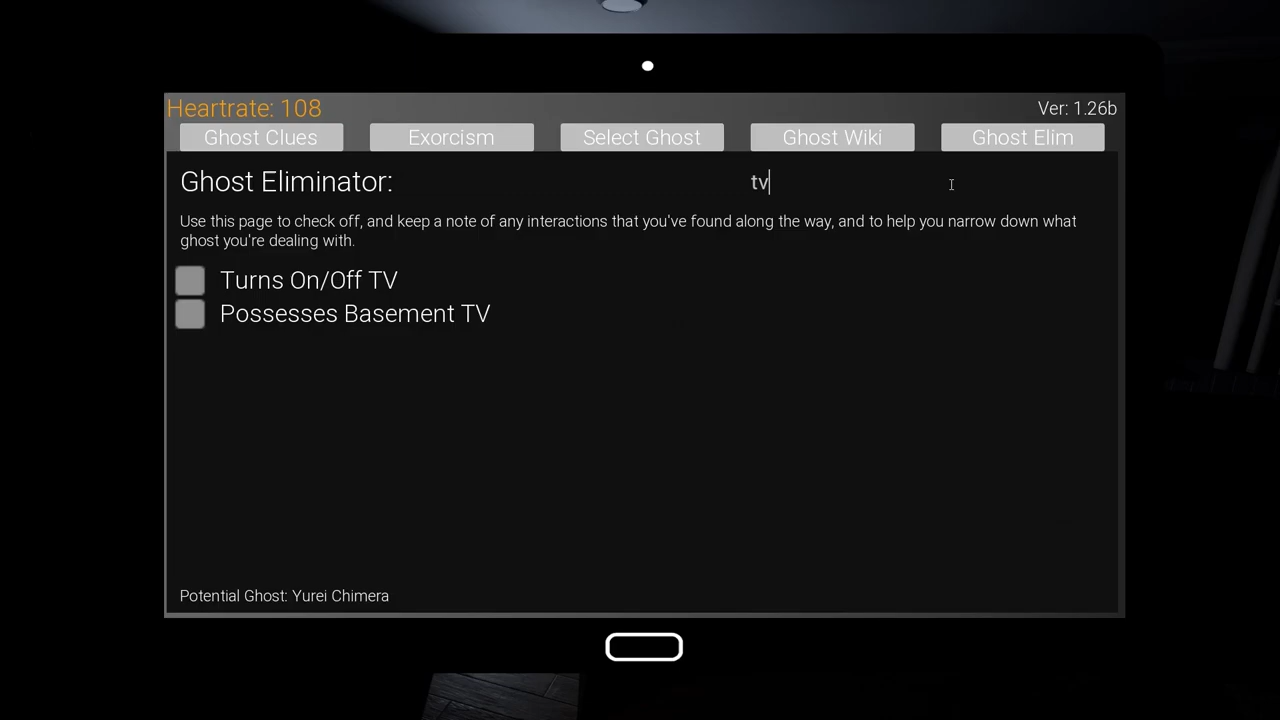 Heartrate: 108
Ver: 1.26b
Ghost Clues
Exorcism
Select Ghost
Ghost Wiki
Ghost Elim
Ghost Eliminator:
tv
Use this page to check off, and keep a note of any interactions that you've found along the way, and to help you narrow down what
ghost you're dealing with.
Turns On/Off TV
Possesses Basement TV
Potential Ghost: Yurei Chimera